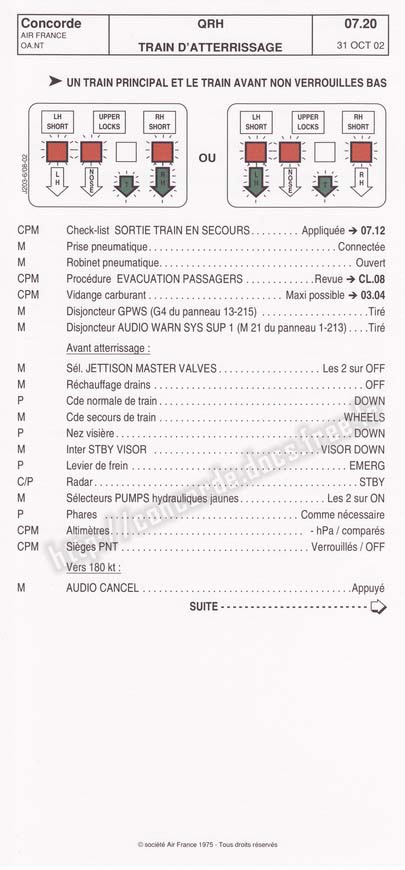 Concorde QRH 07.20
AIR FRANCE
OA.NT TRAIN D'ATTERRISSAGE 31 OCT 02
➤ UN TRAIN PRINCIPAL ET LE TRAIN AVANT NON VERROUILLES BAS
LH SHORT UPPER LOCKS RH SHORT
LH NOSE T RH
OU
LH SHORT UPPER LOCKS RH SHORT
LH NOSE T RH
J203-6/08-02
CPM Check-list SORTIE TRAIN EN SECOURS......... Appliquée ➔ 07.12
M Prise pneumatique............................ Connectée
M Robinet pneumatique............................ Ouvert
CPM Procédure EVACUATION PASSAGERS ......... Revue ➔ CL.08
CPM Vidange carburant .................. Maxi possible ➔ 03.04
M Disjoncteur GPWS (G4 du panneau 13-215) ................. Tiré
M Disjoncteur AUDIO WARN SYS SUP 1 (M 21 du panneau 1-213) .... Tiré
Avant atterrissage :
M Sél. JETTISON MASTER VALVES................ Les 2 sur OFF
M Réchauffage drains ............................ OFF
P Cde normale de train ............................ DOWN
M Cde secours de train ............................ WHEELS
P Nez visière ............................ DOWN
M Inter STBY VISOR .................. VISOR DOWN
P Levier de frein ............................ EMERG
C/P Radar ............................ STBY
M Sélecteurs PUMPS hydrauliques jaunes............ Les 2 sur ON
P Phares .................. Comme nécessaire
CPM Altimètres .................. - hPa / comparés
CPM Sièges PNT .................. Verrouillés / OFF
Vers 180 kt :
M AUDIO CANCEL ............................ Appuyé
SUITE
http://concorde.docs.free.fr
© société Air France 1975 - Tous droits réservés